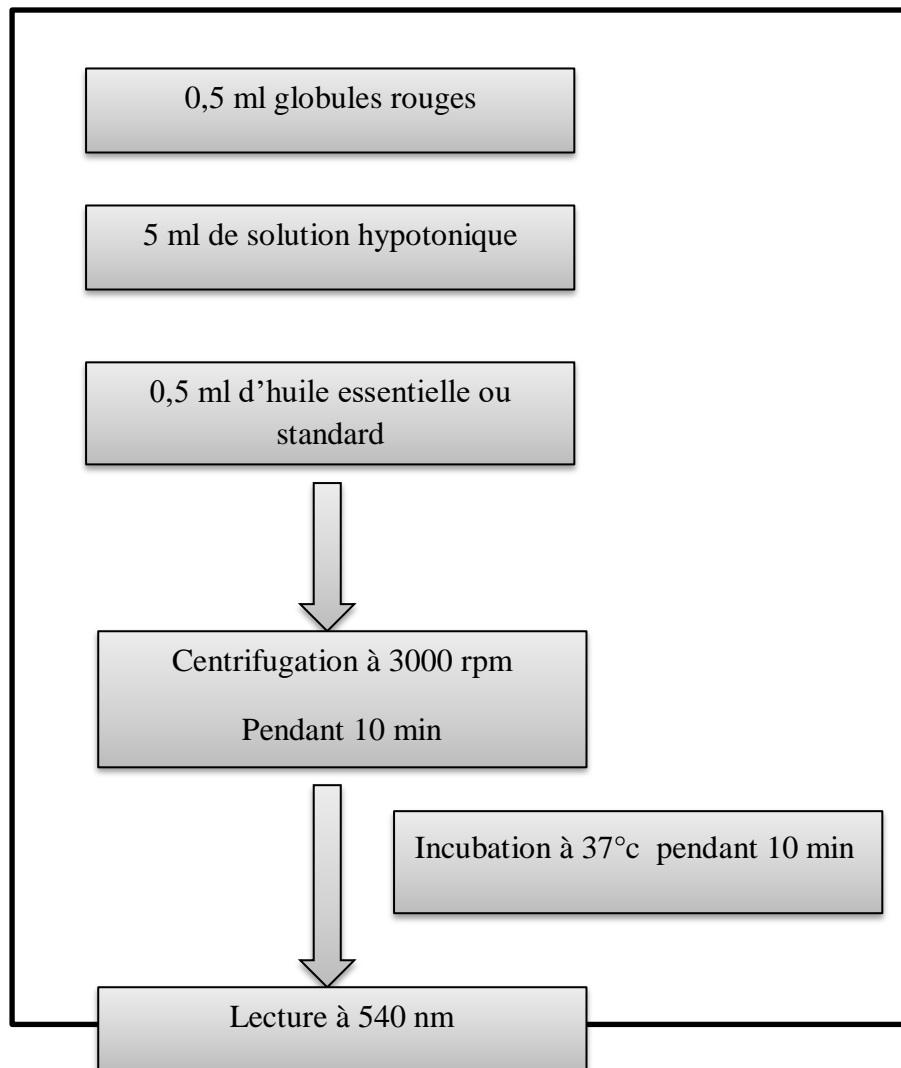 0,5 ml globules rouges
5 ml de solution hypotonique
0,5 ml d’huile essentielle ou
standard
Centrifugation à 3000 rpm
Pendant 10 min
Incubation à 37°c  pendant 10 min
Lecture à 540 nm